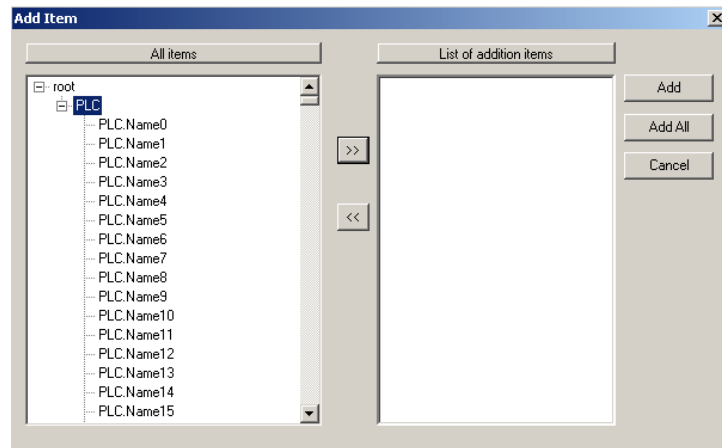 Add Item
All items
List of addition items
root
PLC
PLC.Name0
PLC.Name1
PLC.Name2
PLC.Name3
PLC.Name4
PLC.Name5
PLC.Name6
PLC.Name7
PLC.Name8
PLC.Name9
PLC.Name10
PLC.Name11
PLC.Name12
PLC.Name13
PLC.Name14
PLC.Name15
>>
<<
Add
Add All
Cancel